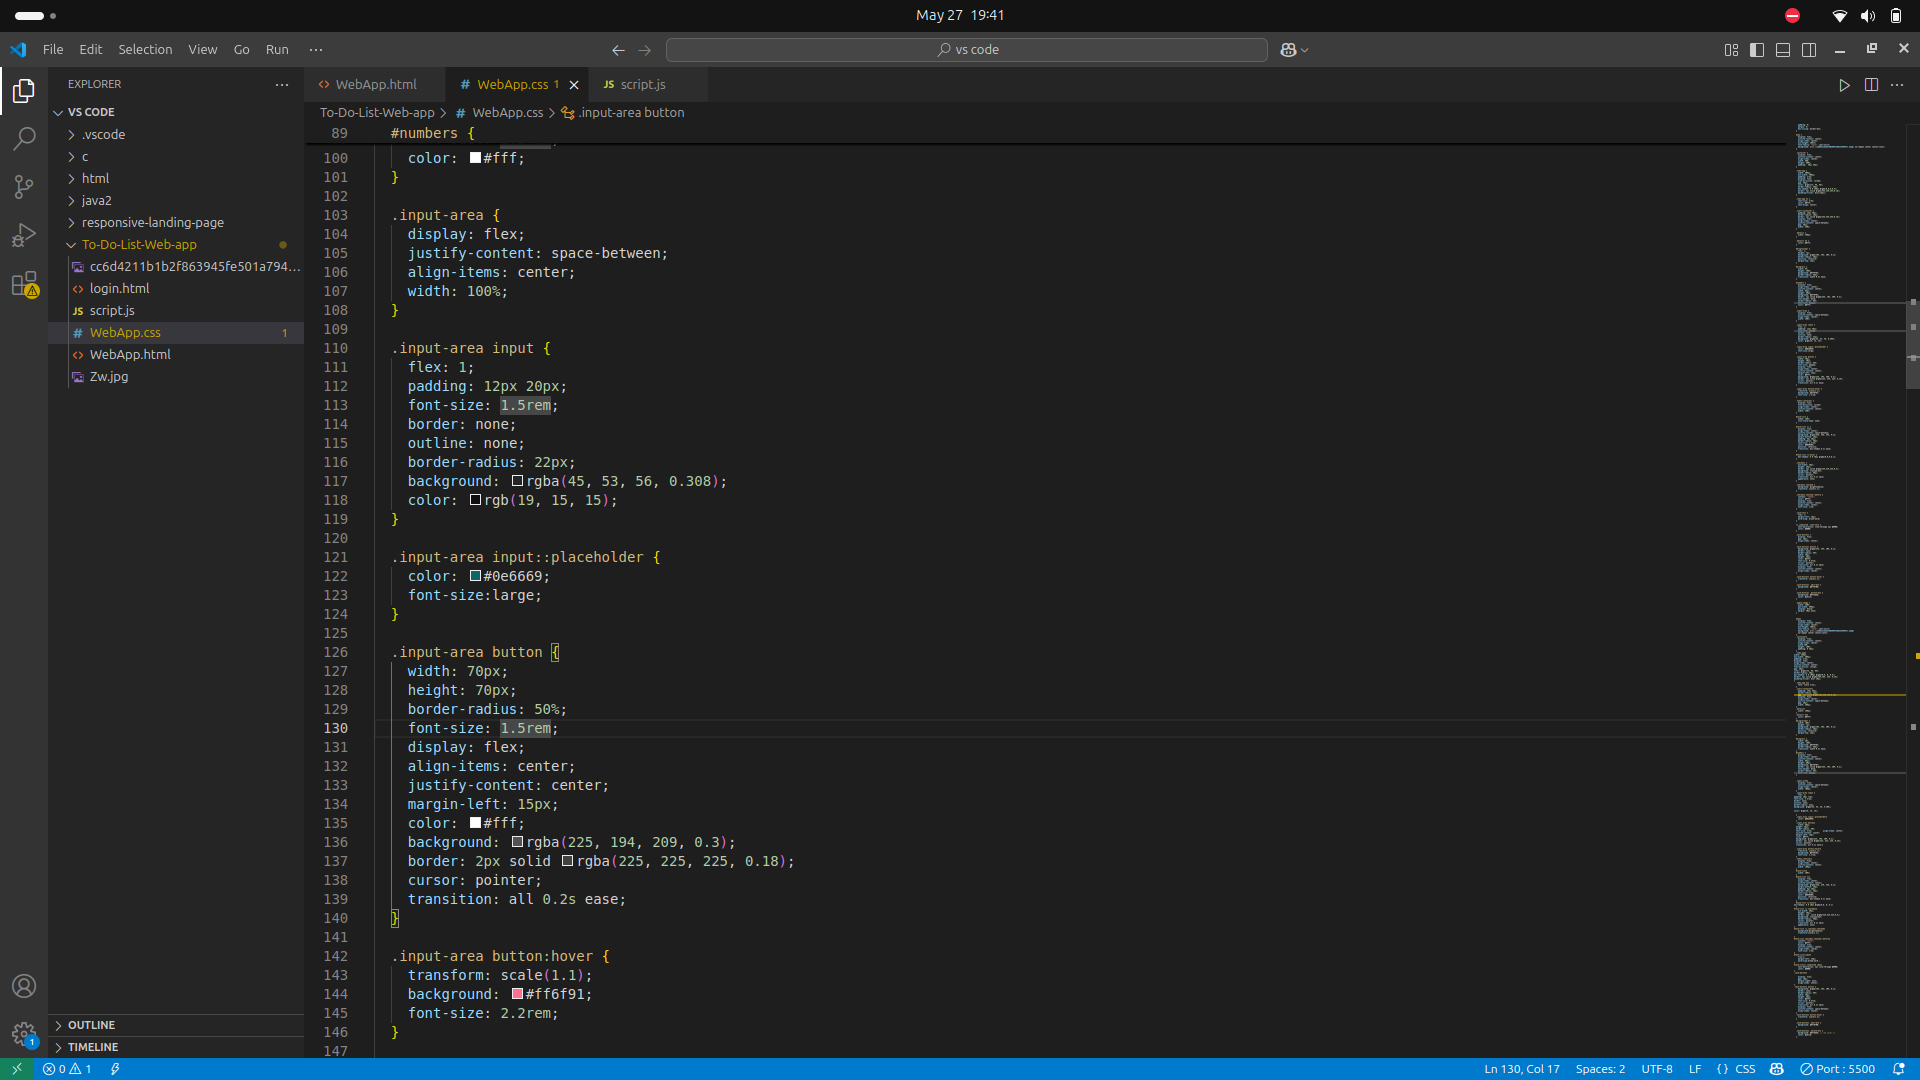 May 27 19:41
File Edit Selection View Go Run ···
vs code
EXPLORER ···
VS CODE
.vscode
c
html
java2
responsive-landing-page
To-Do-List-Web-app
cc6d4211b1b2f863945fe501a794...
login.html
JS script.js
# WebApp.css 1
WebApp.html
Zw.jpg
OUTLINE
TIMELINE
WebApp.html
# WebApp.css 1
JS script.js
To-Do-List-Web-app > # WebApp.css > .input-area button
89 #numbers {
100 color: #fff;
101 }
102
103 .input-area {
104 display: flex;
105 justify-content: space-between;
106 align-items: center;
107 width: 100%;
108 }
109
110 .input-area input {
111 flex: 1;
112 padding: 12px 20px;
113 font-size: 1.5rem;
114 border: none;
115 outline: none;
116 border-radius: 22px;
117 background: rgba(45, 53, 56, 0.308);
118 color: rgb(19, 15, 15);
119 }
120
121 .input-area input::placeholder {
122 color: #0e6669;
123 font-size:large;
124 }
125
126 .input-area button {
127 width: 70px;
128 height: 70px;
129 border-radius: 50%;
130 font-size: 1.5rem;
131 display: flex;
132 align-items: center;
133 justify-content: center;
134 margin-left: 15px;
135 color: #fff;
136 background: rgba(225, 194, 209, 0.3);
137 border: 2px solid rgba(225, 225, 225, 0.18);
138 cursor: pointer;
139 transition: all 0.2s ease;
140 }
141
142 .input-area button:hover {
143 transform: scale(1.1);
144 background: #ff6f91;
145 font-size: 2.2rem;
146 }
147
1
0 1
Ln 130, Col 17 Spaces: 2 UTF-8 LF {} CSS Port : 5500